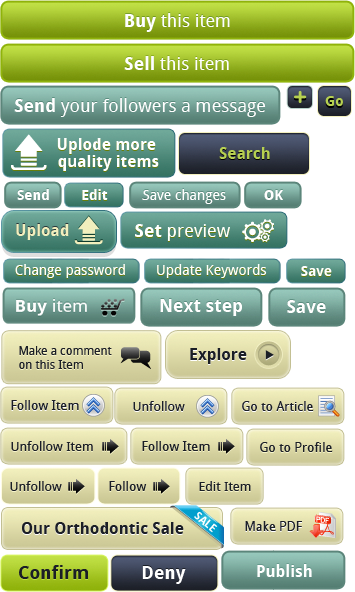 Buy this item
Sell this item
Send your followers a message
+
Go
Uplode more
quality items
Search
Send
Edit
Save changes
OK
Upload
Set preview
Change password
Update Keywords
Save
Buy item
Next step
Save
Make a comment
on this Item
Explore
Follow Item
Unfollow
Go to Article
Unfollow Item
Follow Item
Go to Profile
Unfollow
Follow
Edit Item
Our Orthodontic Sale
SALE
Make PDF
PDF
Confirm
Deny
Publish